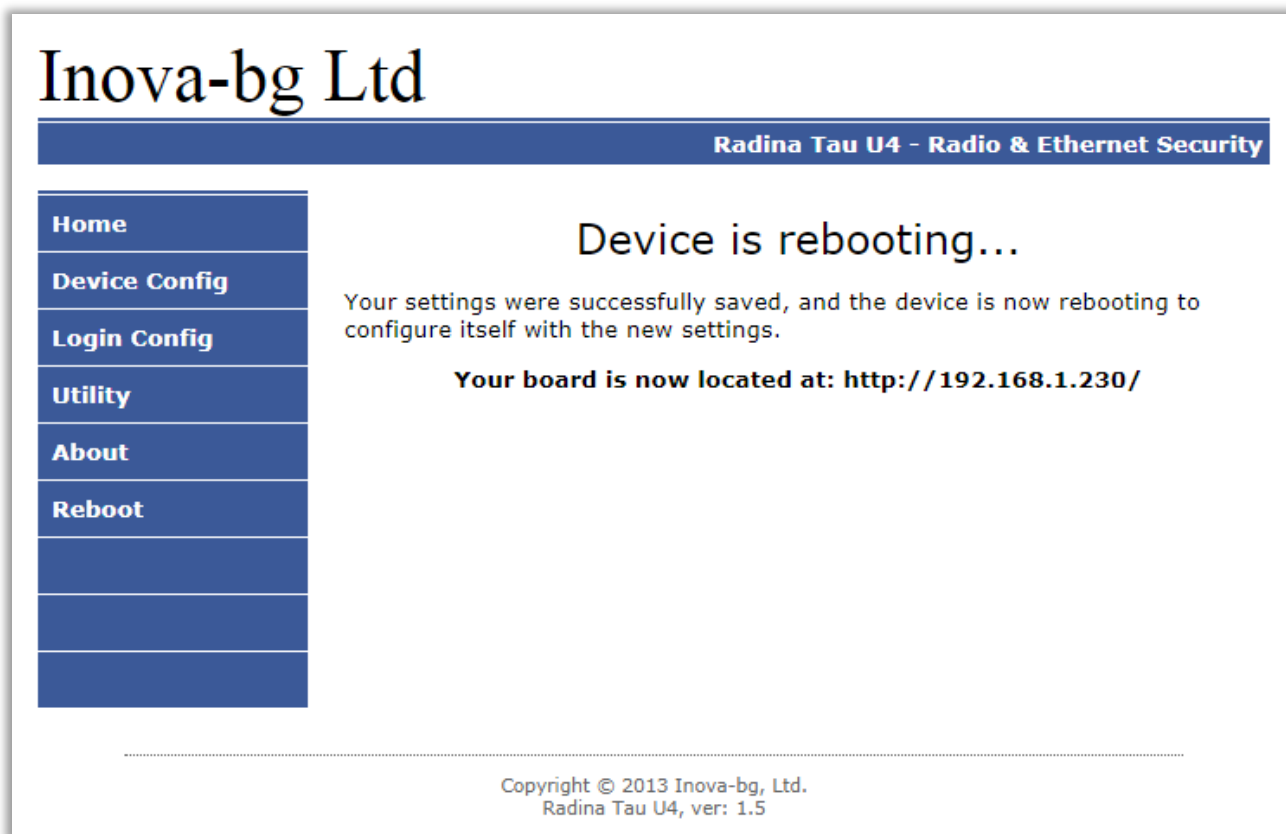 Inova-bg Ltd
Radina Tau U4 - Radio & Ethernet Security
Home
Device Config
Login Config
Utility
About
Reboot
Device is rebooting...
Your settings were successfully saved, and the device is now rebooting to
configure itself with the new settings.
Your board is now located at: http://192.168.1.230/
Copyright © 2013 Inova-bg, Ltd.
Radina Tau U4, ver: 1.5